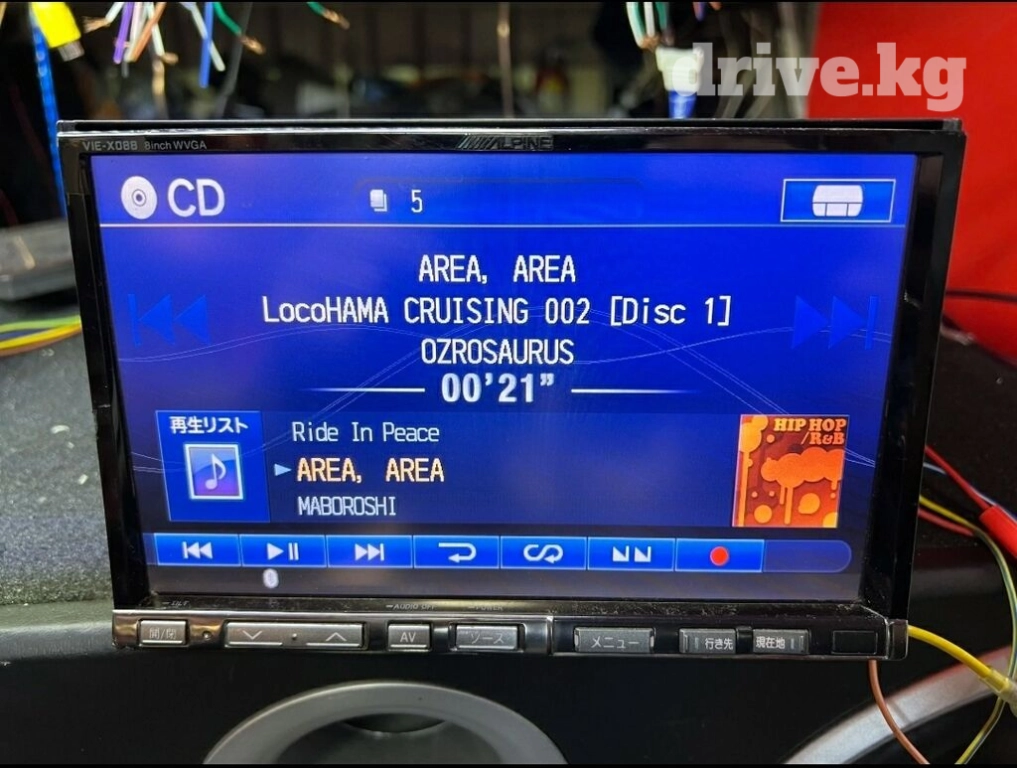 drive.kg
VIE-X088 8inch WVGA
ALPINE
CD
5
AREA, AREA
LocoHAMA CRUISING 002 [Disc 1]
OZROSAURUS
00'21"
再生リスト
Ride In Peace
AREA, AREA
MABOROSHI
HIP HOP
/R&B
AUDIO OFF
開/閉
AV
ソース
メニュー
行き先
現在地